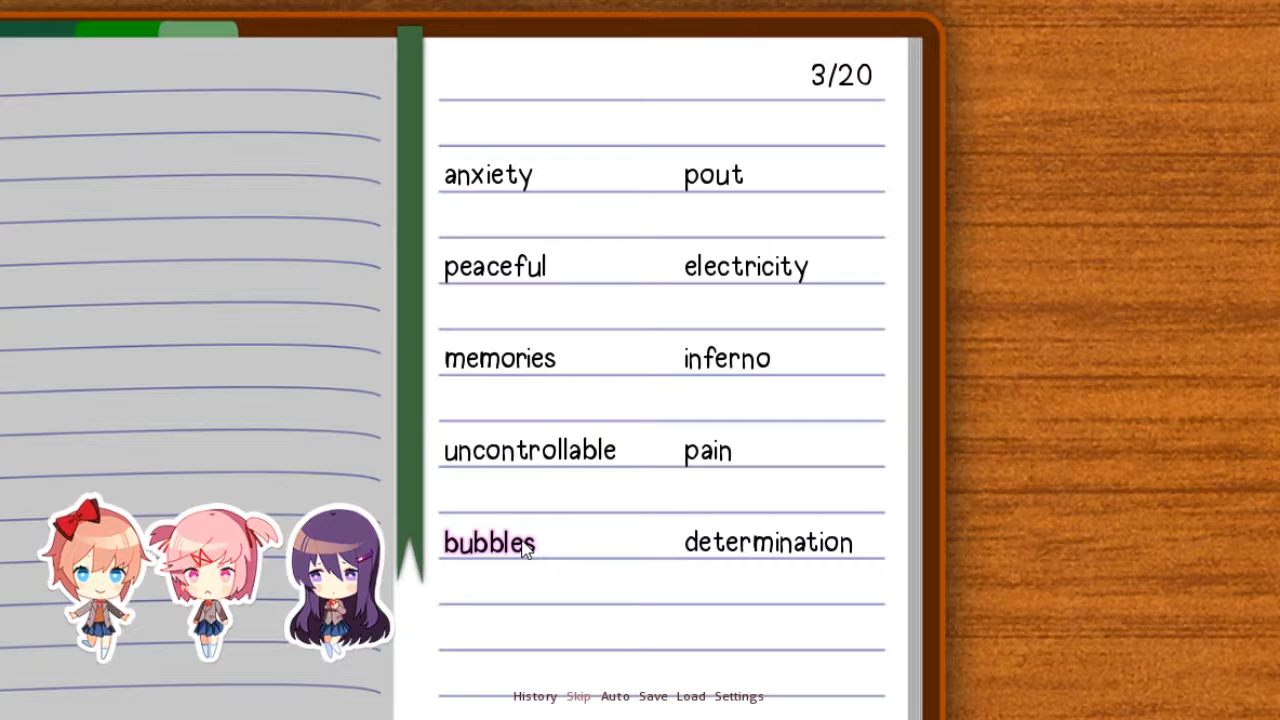 3/20
anxiety pout
peaceful electricity
memories inferno
uncontrollable pain
bubbles determination
History Skip Auto Save Load Settings